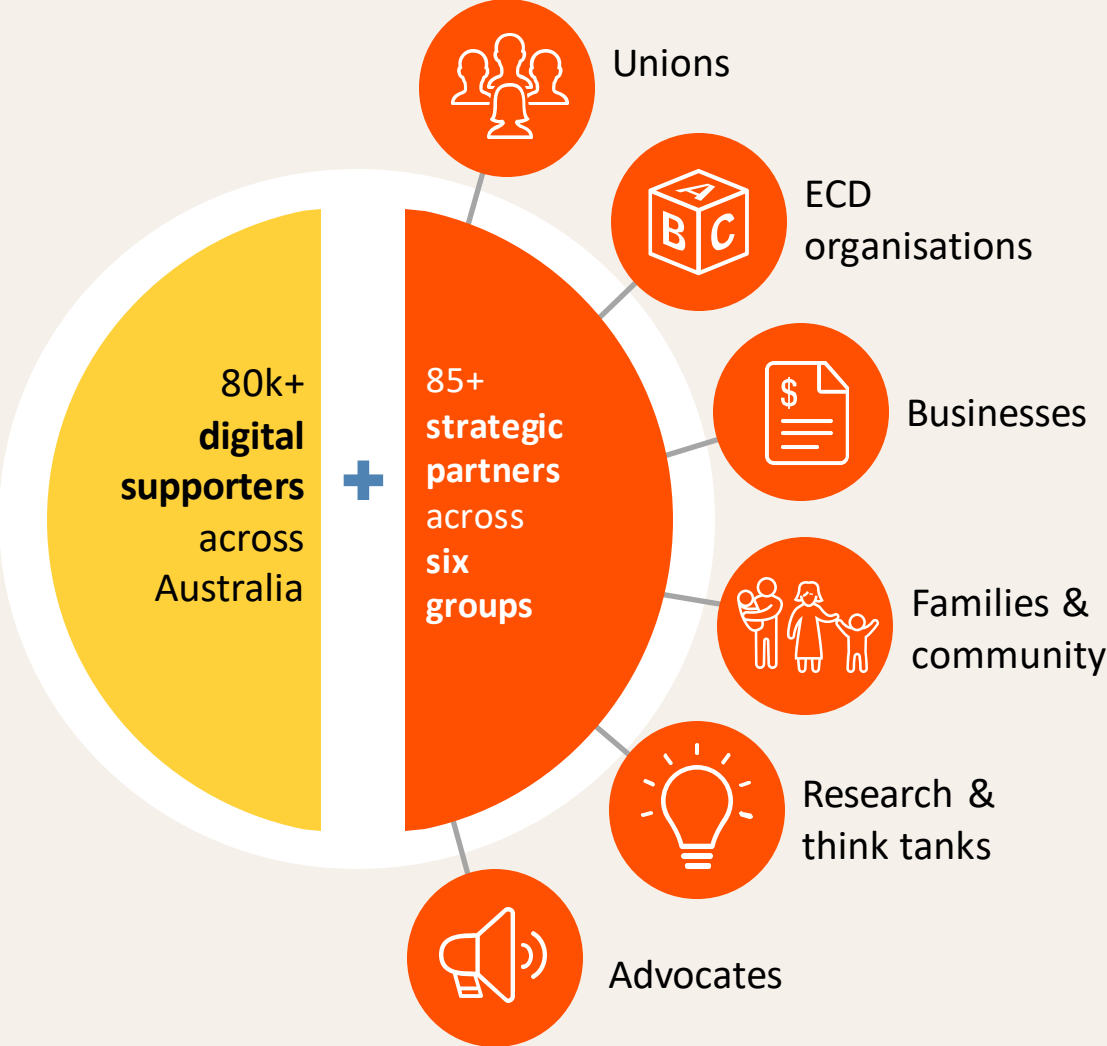 80k+
digital
supporters
across
Australia
85+
strategic
partners
across
six
groups
Unions
A
B C
ECD
organisations
$
Businesses
Families &
community
Research &
think tanks
Advocates